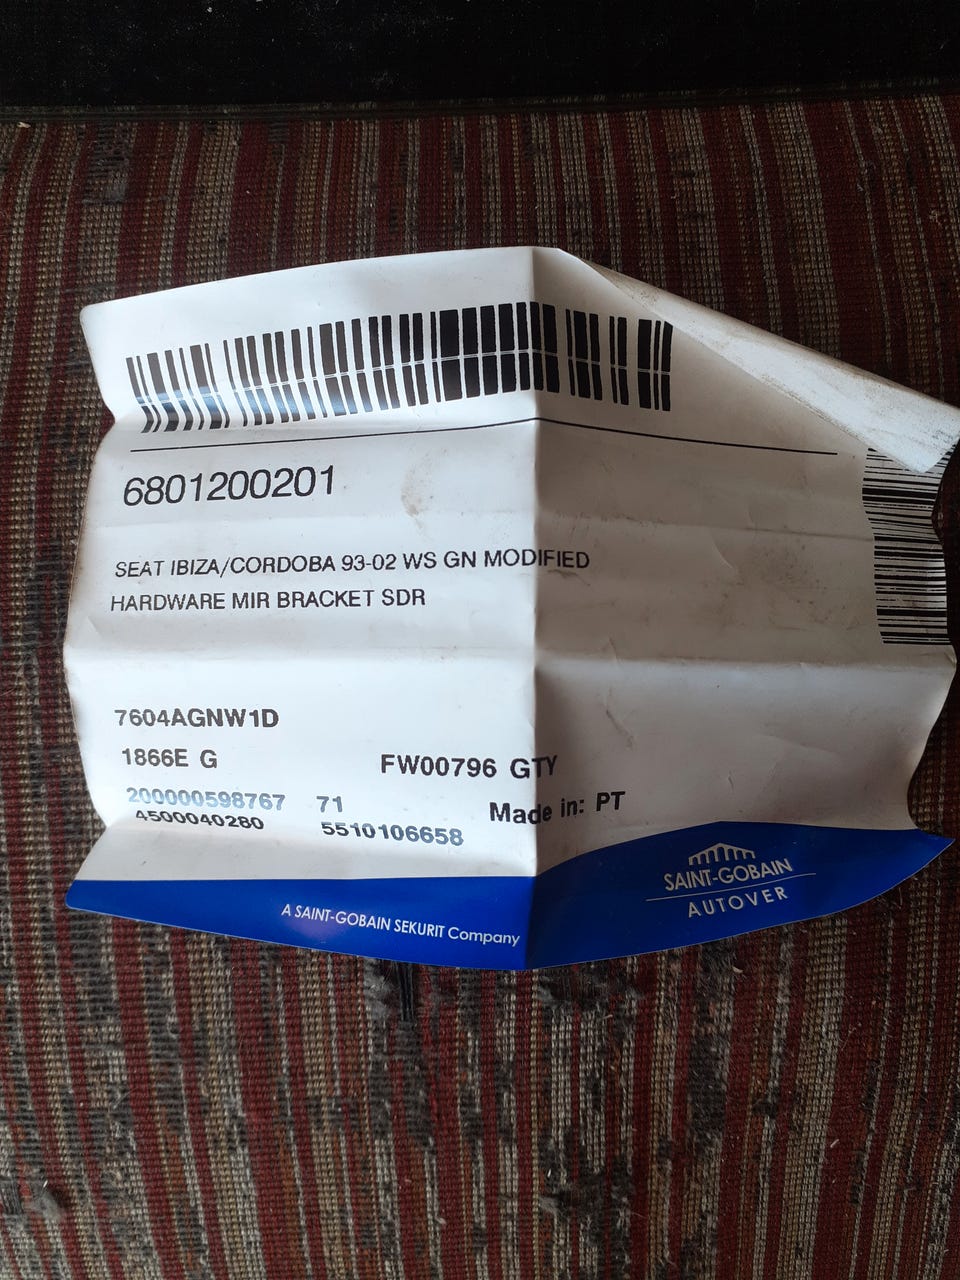 6801200201
SEAT IBIZA/CORDOBA 93-02 WS GN MODIFIED
HARDWARE MIR BRACKET SDR
7604AGNW1D
1866E G
FW00796 GTY
200000598767 71
Made in: PT
4500040280 5510106658
A SAINT-GOBAIN SEKURIT Company
SAINT-GOBAIN
AUTOVER